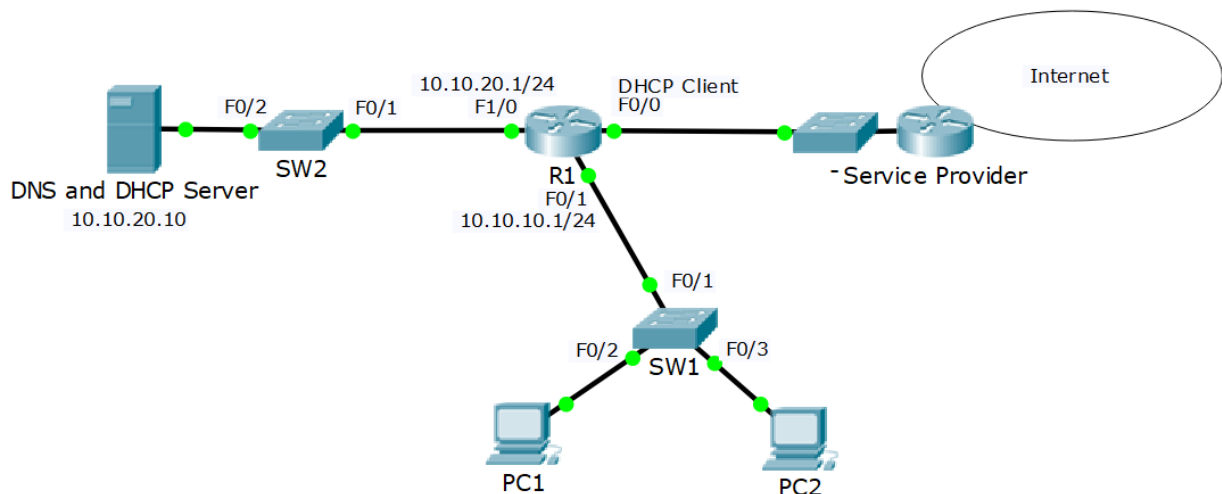 10.10.20.1/24
DHCP Client
Internet
F0/2
F0/1
F1/0
F0/0
SW2
R1
DNS and DHCP Server
10.10.20.10
-Service Provider
F0/1
10.10.10.1/24
F0/1
F0/2
F0/3
SW1
PC1
PC2